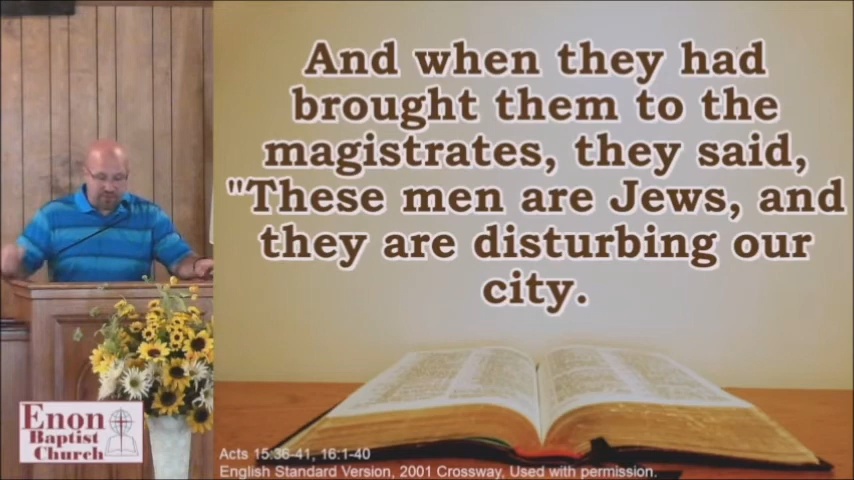 And when they had
brought them to the
magistrates, they said,
"These men are Jews, and
they are disturbing our
city.
Enon
Baptist
Church
Acts 15:36-41, 16:1-40
English Standard Version, 2001 Crossway, Used with permission.